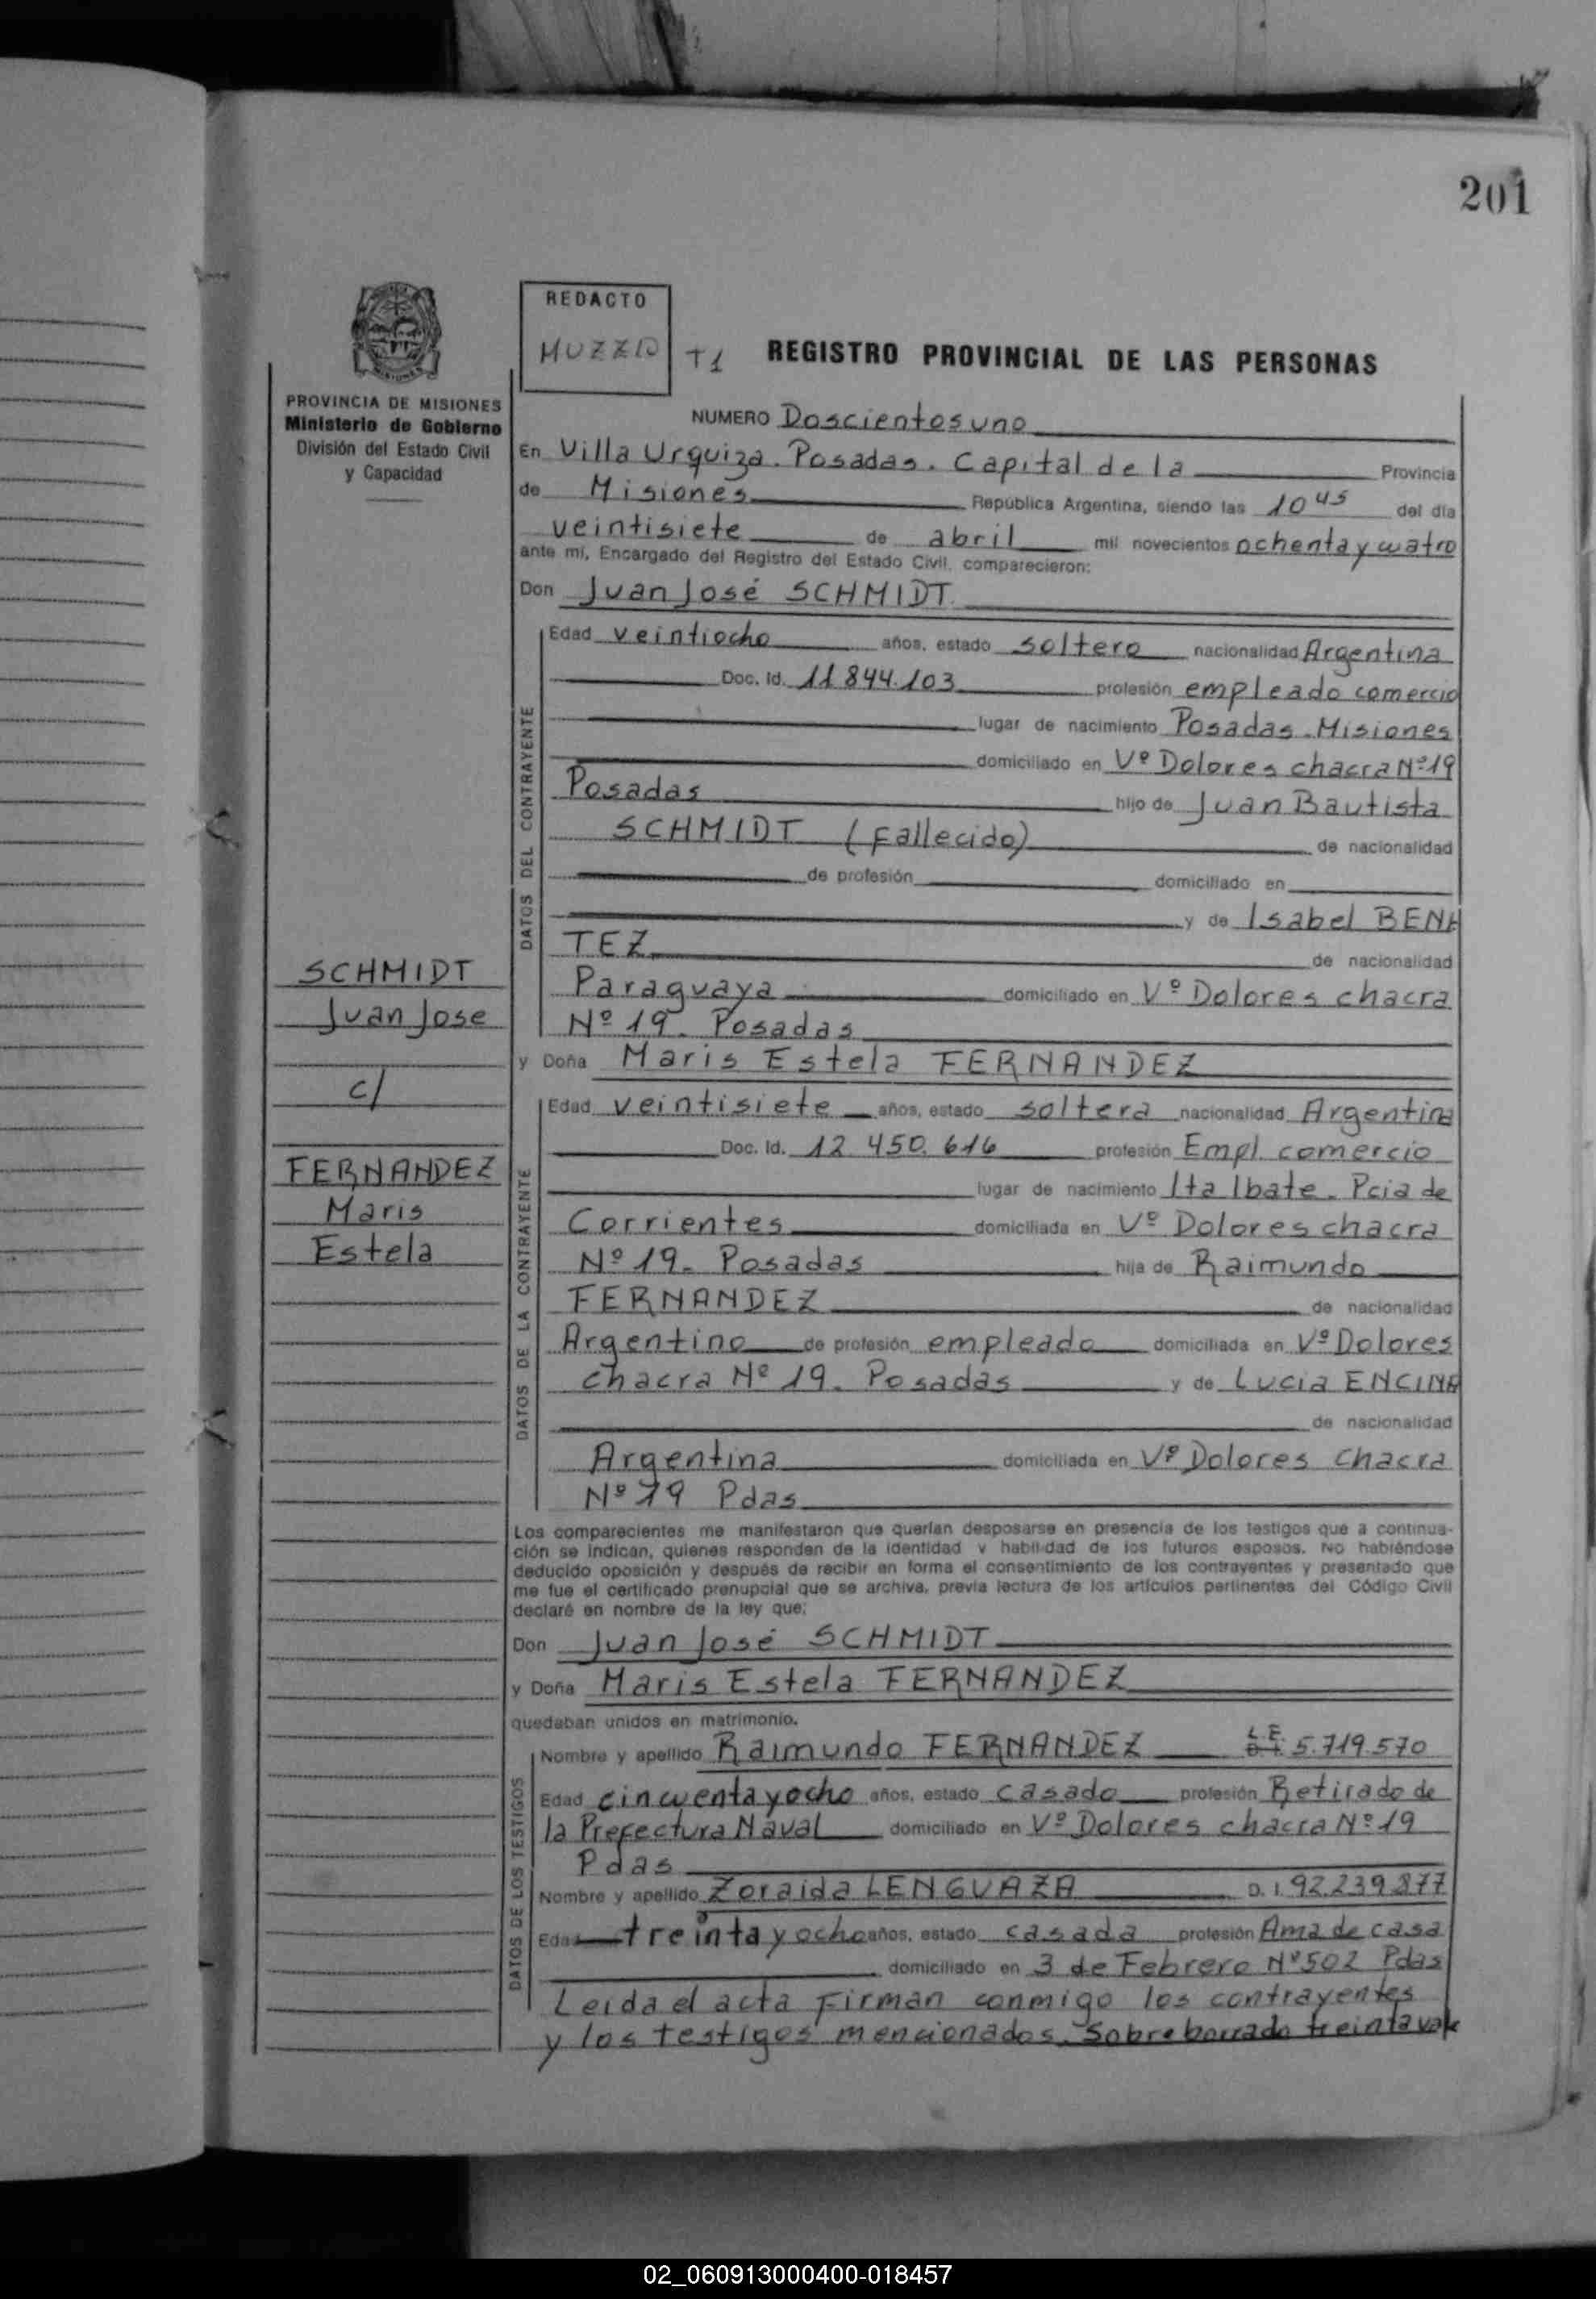 201
REDACTO
MUZZIO T1
REGISTRO PROVINCIAL DE LAS PERSONAS
PROVINCIA DE MISIONES
Ministerio de Gobierno
División del Estado Civil
y Capacidad
SCHMIDT
Juan Jose
c/
FERNANDEZ
Maris
Estela
NUMERO Doscientos uno
En Villa Urquiza. Posadas. Capital de la Provincia
de Misiones República Argentina, siendo las 10 45 del día
veintisiete de abril mil novecientos ochenta y cuatro
ante mí, Encargado del Registro del Estado Civil, comparecieron:
Don Juan José SCHMIDT.
DATOS DEL CONTRAYENTE
Edad veintiocho años, estado soltero nacionalidad Argentina
Doc. Id. 11 844.103 profesión empleado comercio
lugar de nacimiento Posadas. Misiones
domiciliado en Vº Dolores chacra Nº 19
Posadas hijo de Juan Bautista
SCHMIDT (fallecido) de nacionalidad
de profesión domiciliado en
y de Isabel BENI
TEZ de nacionalidad
Paraguaya domiciliado en Vº Dolores chacra
Nº 19. Posadas
y Doña Maris Estela FERNANDEZ
DATOS DE LA CONTRAYENTE
Edad veintisiete años, estado soltera nacionalidad Argentina
Doc. Id. 12 450. 616 profesión Empl. comercio
lugar de nacimiento Ita Ibate. Pcia de
Corrientes domiciliada en Vº Dolores chacra
Nº 19. Posadas hija de Raimundo
FERNANDEZ de nacionalidad
Argentino de profesión empleado domiciliada en Vº Dolores
chacra Nº 19. Posadas y de Lucia ENCINA
de nacionalidad
Argentina domiciliada en Vº Dolores Chacra
Nº 19 Pdas
Los comparecientes me manifestaron que querían desposarse en presencia de los testigos que a continua-
ción se indican, quienes responden de la identidad y habilidad de los futuros esposos. No habiéndose
deducido oposición y después de recibir en forma el consentimiento de los contrayentes y presentado que
me fue el certificado prenupcial que se archiva, previa lectura de los artículos pertinentes del Código Civil
declaré en nombre de la ley que:
Don Juan José SCHMIDT
y Doña Maris Estela FERNANDEZ
quedaban unidos en matrimonio.
DATOS DE LOS TESTIGOS
Nombre y apellido Raimundo FERNANDEZ L.E. D.I. 5.719.570
Edad cincuenta y ocho años, estado casado profesión Retirado de
la Prefectura Naval domiciliado en Vº Dolores chacra Nº 19
Pdas
Nombre y apellido Zoraida LENGUAZA D.I. 92.239.877
Edad treinta y ocho años, estado casada profesión Ama de casa
domiciliado en 3 de Febrero Nº 502 Pdas
Leida el acta firman conmigo los contrayentes
y los testigos mencionados. Sobreborrado treinta vale
02_060913000400-018457